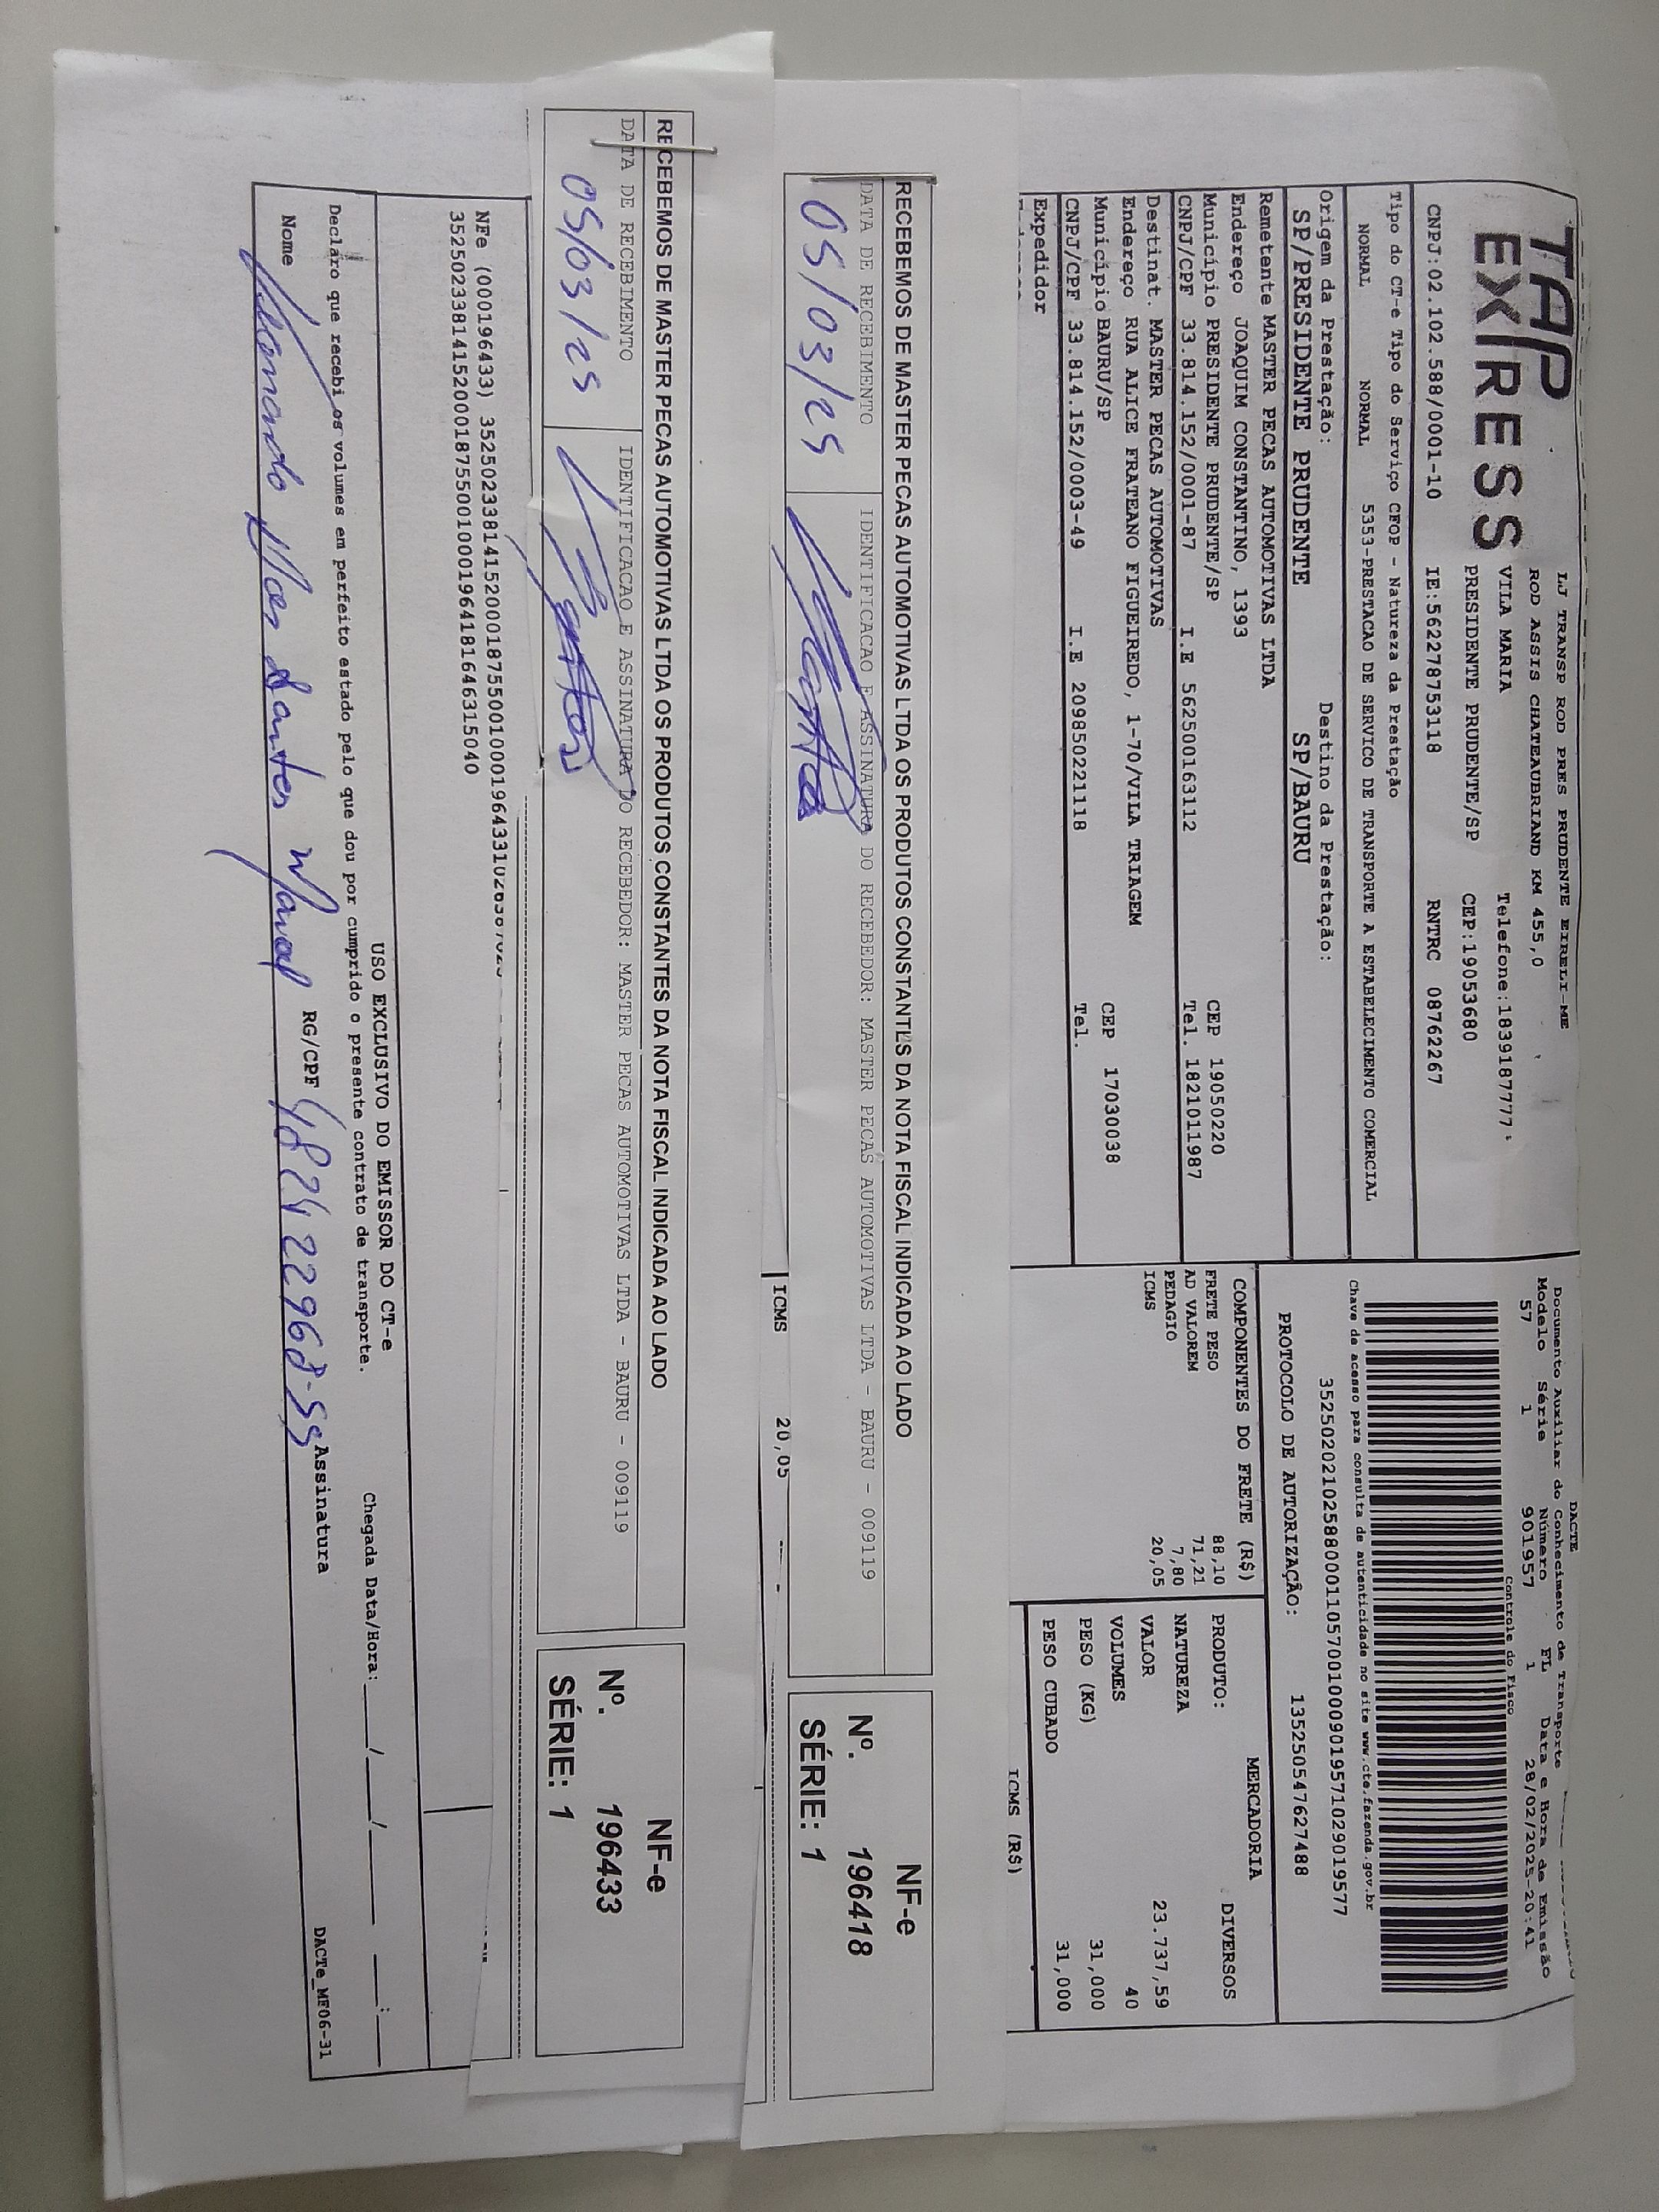 TAP
EXPRESS
LJ TRANSP ROD PRES PRUDENTE EIRELI-ME
ROD ASSIS CHATEAUBRIAND KM 455,0
VILA MARIA Telefone:1839187777
PRESIDENTE PRUDENTE/SP CEP:19053680
CNPJ:02.102.588/0001-10 IE:562278753118 RNTRC 08762267
DACTE
Documento Auxiliar do Conhecimento de Transporte
Modelo Série Número FL Data e Hora de Emissão
57 1 901957 1 28/02/2025-20:41
Controle do Fisco
Chave de acesso para consulta de autenticidade no site www.cte.fazenda.gov.br
35250202102588000110570010009019571029019577
PROTOCOLO DE AUTORIZAÇÃO: 135250547627488
Tipo do CT-e Tipo do Serviço CFOP - Natureza da Prestação
NORMAL NORMAL 5353-PRESTACAO DE SERVICO DE TRANSPORTE A ESTABELECIMENTO COMERCIAL
Origem da Prestação: Destino da Prestação:
SP/PRESIDENTE PRUDENTE SP/BAURU
Remetente MASTER PECAS AUTOMOTIVAS LTDA
Endereço JOAQUIM CONSTANTINO, 1393
Município PRESIDENTE PRUDENTE/SP CEP 19050220
CNPJ/CPF 33.814.152/0001-87 I.E 562500163112 Tel. 1821011987
Destinat. MASTER PECAS AUTOMOTIVAS
Endereço RUA ALICE FRATEANO FIGUEIREDO, 1-70/VILA TRIAGEM
Município BAURU/SP CEP 17030038
CNPJ/CPF 33.814.152/0003-49 I.E 209850221118 Tel.
Expedidor
COMPONENTES DO FRETE (R$)
FRETE PESO 88,10
AD VALOREM 71,21
PEDAGIO 7,80
ICMS 20,05
MERCADORIA
PRODUTO: DIVERSOS
NATUREZA
VALOR 23.737,59
VOLUMES 40
PESO (KG) 31,000
PESO CUBADO 31,000
ICMS (R$)
RECEBEMOS DE MASTER PECAS AUTOMOTIVAS LTDA OS PRODUTOS CONSTANTES DA NOTA FISCAL INDICADA AO LADO
DATA DE RECEBIMENTO IDENTIFICACAO E ASSINATURA DO RECEBEDOR: MASTER PECAS AUTOMOTIVAS LTDA - BAURU - 009119
05/03/25
NF-e
Nº. 196418
SÉRIE: 1
ICMS 20,05
RECEBEMOS DE MASTER PECAS AUTOMOTIVAS LTDA OS PRODUTOS CONSTANTES DA NOTA FISCAL INDICADA AO LADO
DATA DE RECEBIMENTO IDENTIFICACAO E ASSINATURA DO RECEBEDOR: MASTER PECAS AUTOMOTIVAS LTDA - BAURU - 009119
05/03/25
NF-e
Nº. 196433
SÉRIE: 1
NFe (000196433)
35250233814152000187550010001964181646315040
USO EXCLUSIVO DO EMISSOR DO CT-e
Declaro que recebi os volumes em perfeito estado pelo que dou por cumprido o presente contrato de transporte.
Chegada Data/Hora: ___/___/___ ___:___
Nome dos Santos RG/CPF Assinatura
DACTe_MF06-31